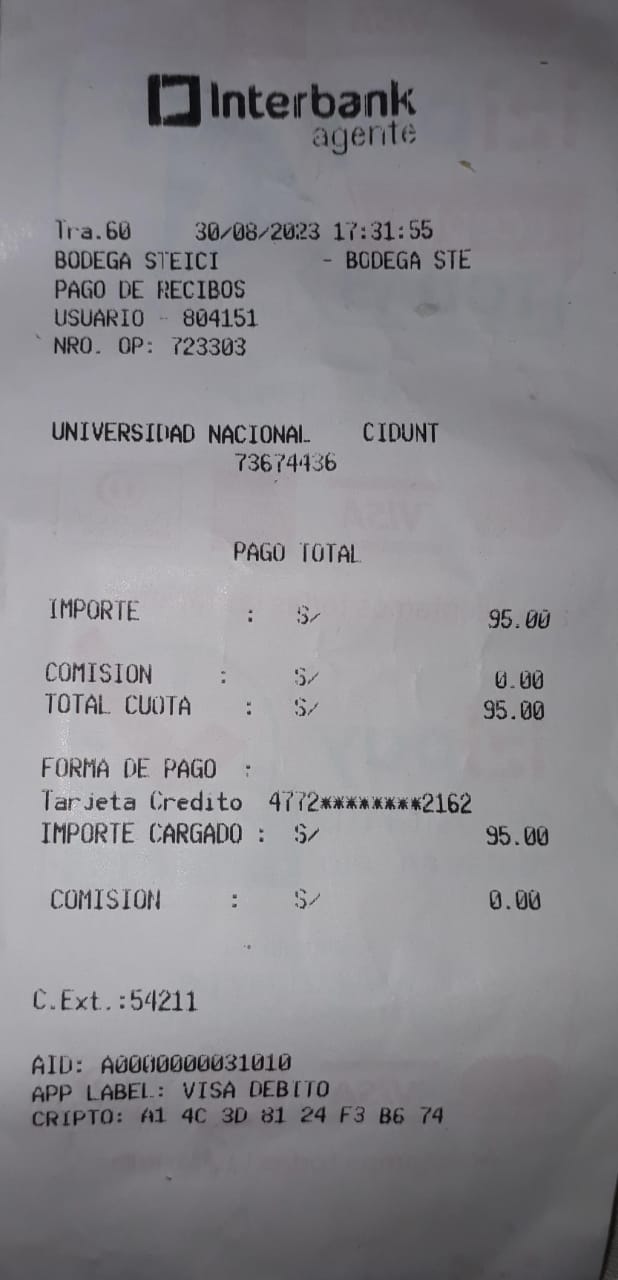 Interbank
agente
Tra.60 30/08/2023 17:31:55
BODEGA STEICI - BODEGA STE
PAGO DE RECIBOS
USUARIO - 804151
NRO. OP: 723303
UNIVERSIDAD NACIONAL CIDUNT
73674436
PAGO TOTAL
IMPORTE : S/ 95.00
COMISION : S/ 0.00
TOTAL CUOTA : S/ 95.00
FORMA DE PAGO :
Tarjeta Credito 4772********2162
IMPORTE CARGADO : S/ 95.00
COMISION : S/ 0.00
C.Ext.:54211
AID: A0000000031010
APP LABEL: VISA DEBITO
CRIPTO: A1 4C 3D 81 24 F3 B6 74